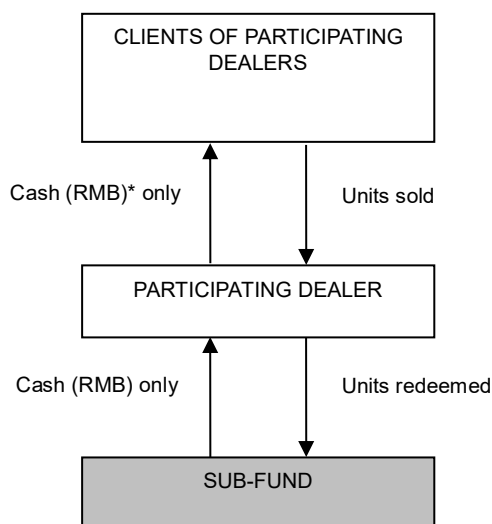 CLIENTS OF PARTICIPATING
DEALERS
Cash (RMB)* only
Units sold
PARTICIPATING DEALER
Cash (RMB) only
Units redeemed
SUB-FUND